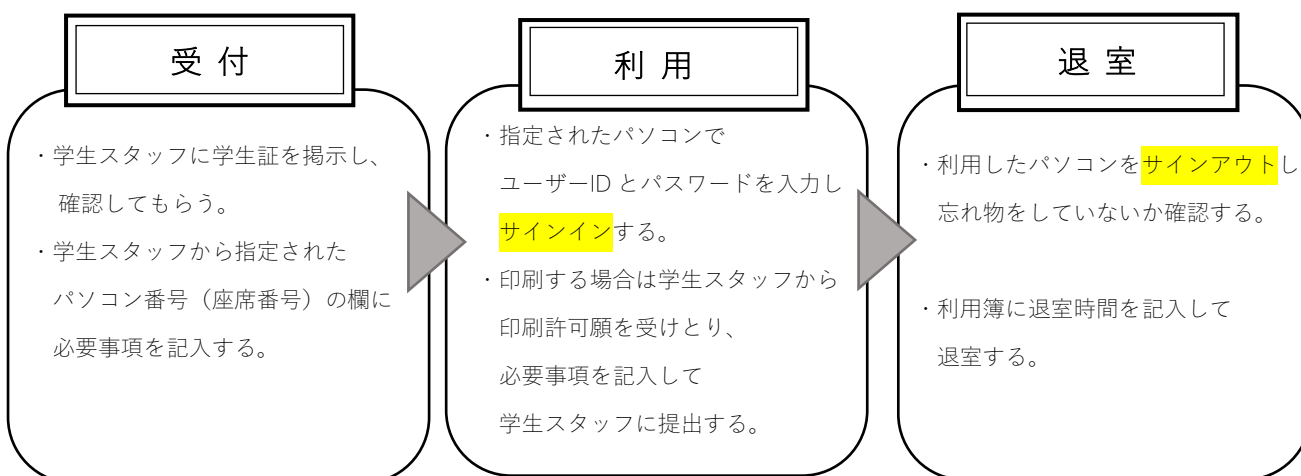 受 付
・学生スタッフに学生証を掲示し、
確認してもらう。
・学生スタッフから指定された
パソコン番号（座席番号）の欄に
必要事項を記入する。
利 用
・指定されたパソコンで
ユーザーID とパスワードを入力し
サインインする。
・印刷する場合は学生スタッフから
印刷許可願を受けとり、
必要事項を記入して
学生スタッフに提出する。
退 室
・利用したパソコンをサインアウトし
忘れ物をしていないか確認する。
・利用簿に退室時間を記入して
退室する。